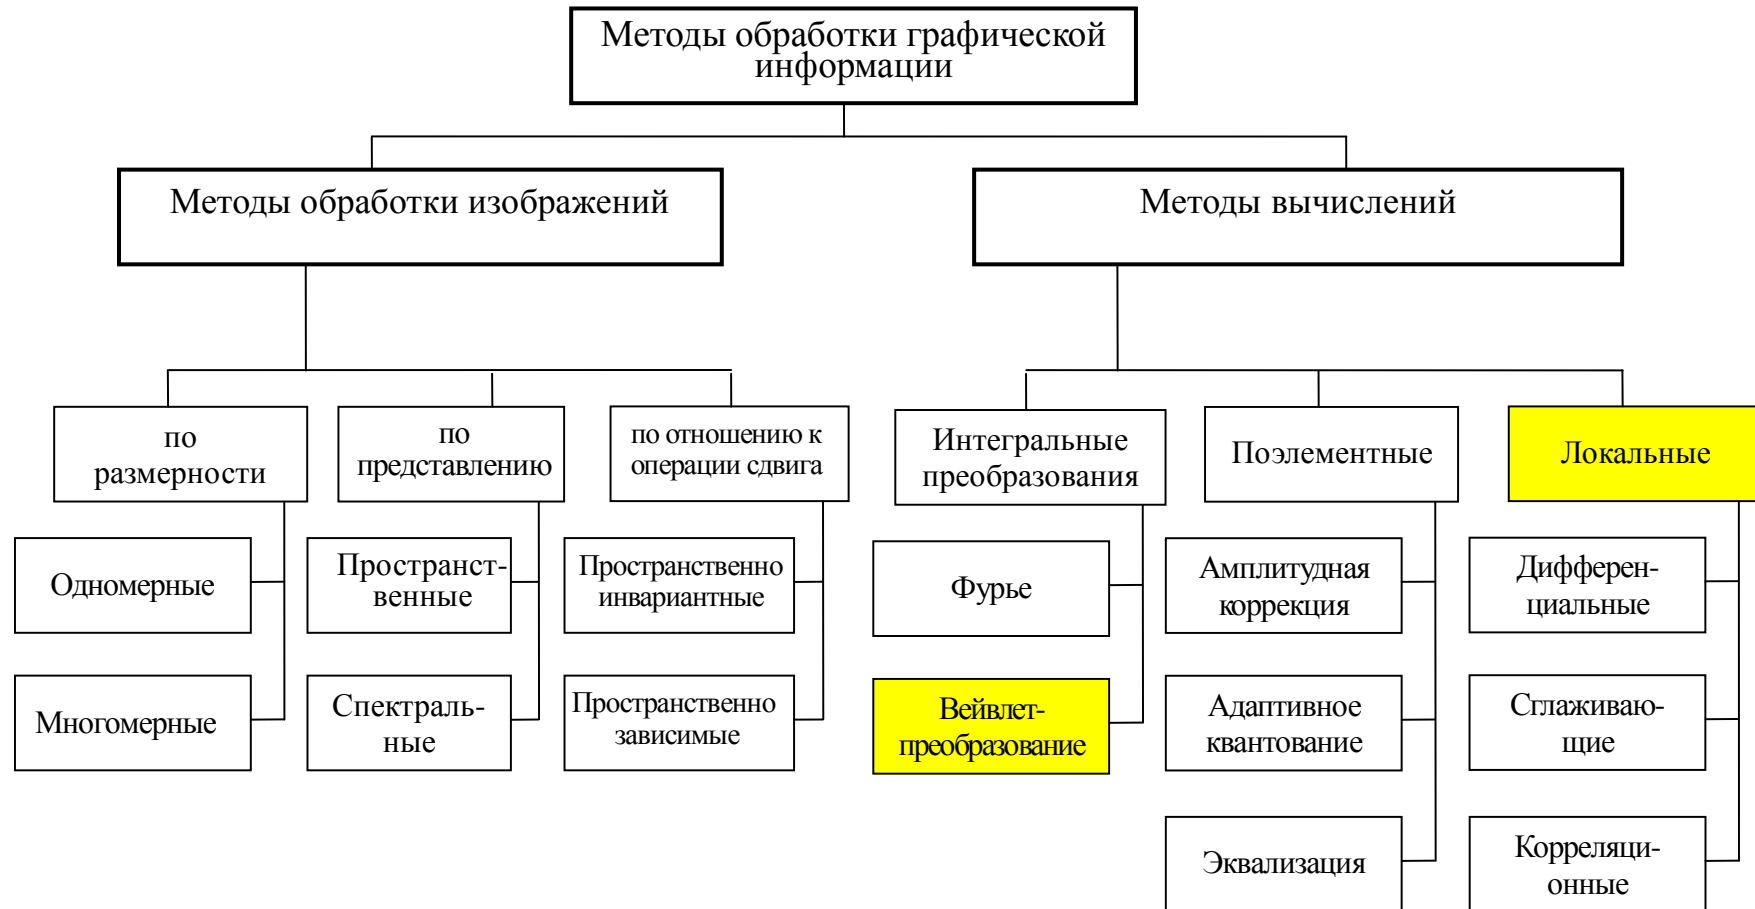 Методы обработки графической
информации
Методы обработки изображений
Методы вычислений
по
размерности
по
представлению
по отношению к
операции сдвига
Интегральные
преобразования
Поэлементные
Локальные
Одномерные
Пространст-
венные
Пространственно
инвариантные
Фурье
Амплитудная
коррекция
Дифферен-
циальные
Многомерные
Спектраль-
ные
Пространственно
зависимые
Вейвлет-
преобразование
Адаптивное
квантование
Сглаживаю-
щие
Эквализация
Корреляци-
онные